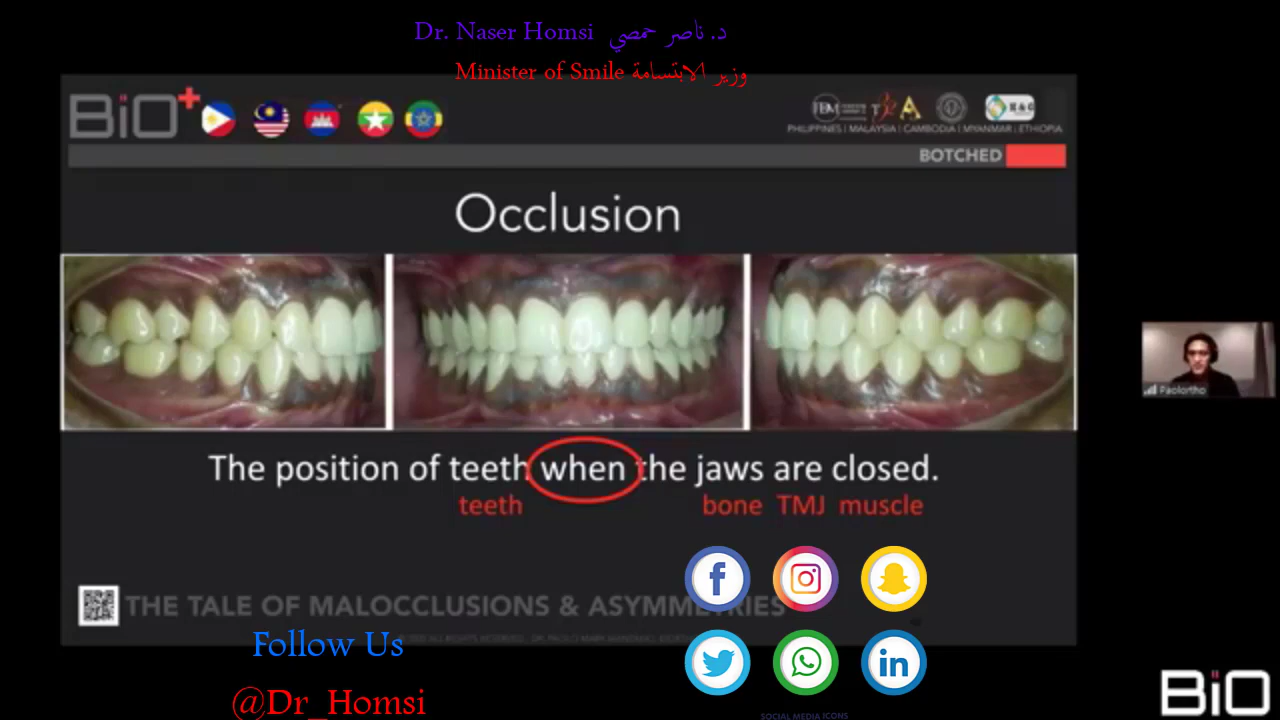 Dr. Naser Homsi د. ناصر حمصي
Minister of Smile وزير الابتسامة
BiO+
PHILIPPINES | MALAYSIA | CAMBODIA | MYANMAR | ETHIOPIA
BOTCHED
Occlusion
The position of teeth when the jaws are closed.
teeth bone TMJ muscle
Paolortho
THE TALE OF MALOCCLUSIONS & ASYMMETRIES
Follow Us
@Dr_Homsi
BiO
SOCIAL MEDIA ICONS